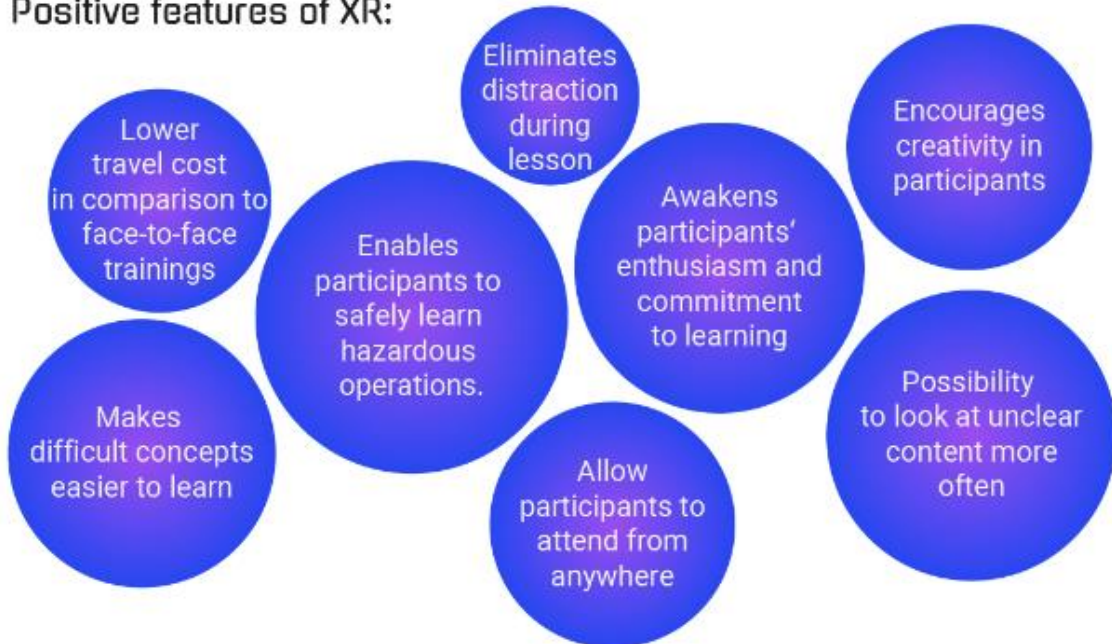 Positive features of XR:
Eliminates
distraction
during
lesson
Encourages
creativity in
participants
Lower
travel cost
in comparison to
face-to-face
trainings
Awakens
participants‘
enthusiasm and
commitment
to learning
Enables
participants to
safely learn
hazardous
operations.
Possibility
to look at unclear
content more
often
Makes
difficult concepts
easier to learn
Allow
participants to
attend from
anywhere